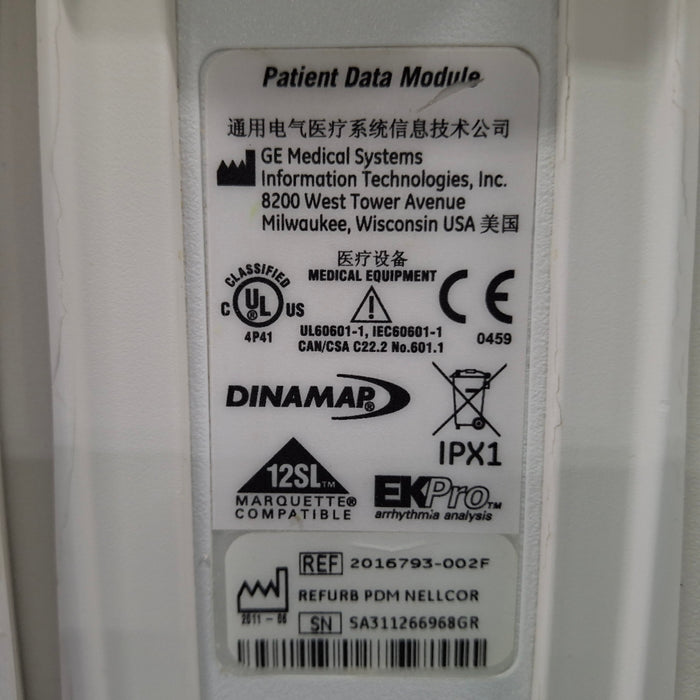 Patient Data Module
通用电气医疗系统信息技术公司
GE Medical Systems
Information Technologies, Inc.
8200 West Tower Avenue
Milwaukee, Wisconsin USA 美国
医疗设备
MEDICAL EQUIPMENT
CLASSIFIED
C UL US
4P41
UL60601-1, IEC60601-1
CAN/CSA C22.2 No.601.1
CE
0459
DINAMAP®
IPX1
12SL™
MARQUETTE®
COMPATIBLE
EKPro™
arrhythmia analysis
REF 2016793-002F
REFURB PDM NELLCOR
2011-06
SN SA311266968GR